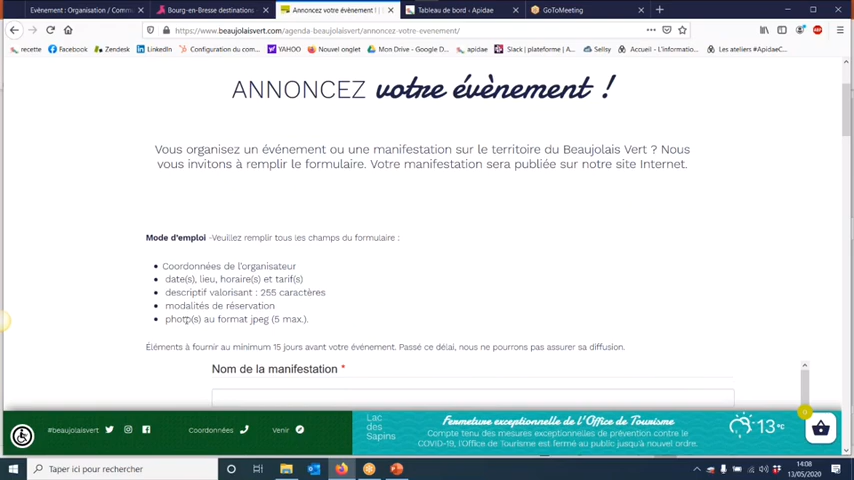 Evénement : Organisation / Comm
Bourg-en-Bresse destinations
Annoncez votre évènement !
Tableau de bord - Apidae
GoToMeeting
https://www.beaujolaisvert.com/agenda-beaujolaisvert/annoncez-votre-evenement/
recette
Facebook
Zendesk
LinkedIn
Configuration du com...
YAHOO
Nouvel onglet
Mon Drive - Google D...
apidae
Slack | plateforme | A...
Sellsy
Accueil - L'informatio...
Les ateliers #ApidaeC...
ANNONCEZ votre évènement !
Vous organisez un événement ou une manifestation sur le territoire du Beaujolais Vert ? Nous
vous invitons à remplir le formulaire. Votre manifestation sera publiée sur notre site Internet.
Mode d'emploi -Veuillez remplir tous les champs du formulaire :
Coordonnées de l'organisateur
date(s), lieu, horaire(s) et tarif(s)
descriptif valorisant : 255 caractères
modalités de réservation
photo(s) au format jpeg (5 max.).
Éléments à fournir au minimum 15 jours avant votre événement. Passé ce délai, nous ne pourrons pas assurer sa diffusion.
Nom de la manifestation *
#beaujolaisvert
Coordonnées
Venir
Lac
des
Sapins
Fermeture exceptionnelle de l'Office de Tourisme
Compte tenu des mesures exceptionnelles de prévention contre le
COVID-19, l'Office de Tourisme est fermé au public jusqu'à nouvel ordre.
13°C
0
Taper ici pour rechercher
14:08
13/05/2020